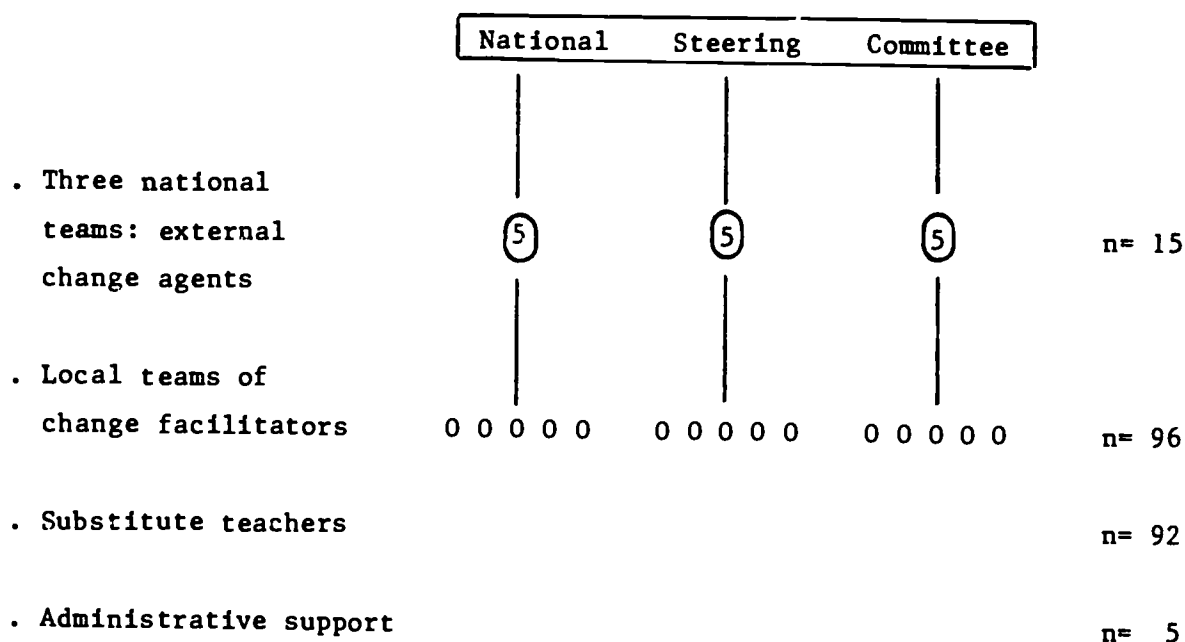 National Steering Committee
. Three national
teams: external
change agents
5 5 5 n= 15
. Local teams of
change facilitators
0 0 0 0 0 0 0 0 0 0 0 0 0 0 0 n= 96
. Substitute teachers n= 92
. Administrative support n= 5